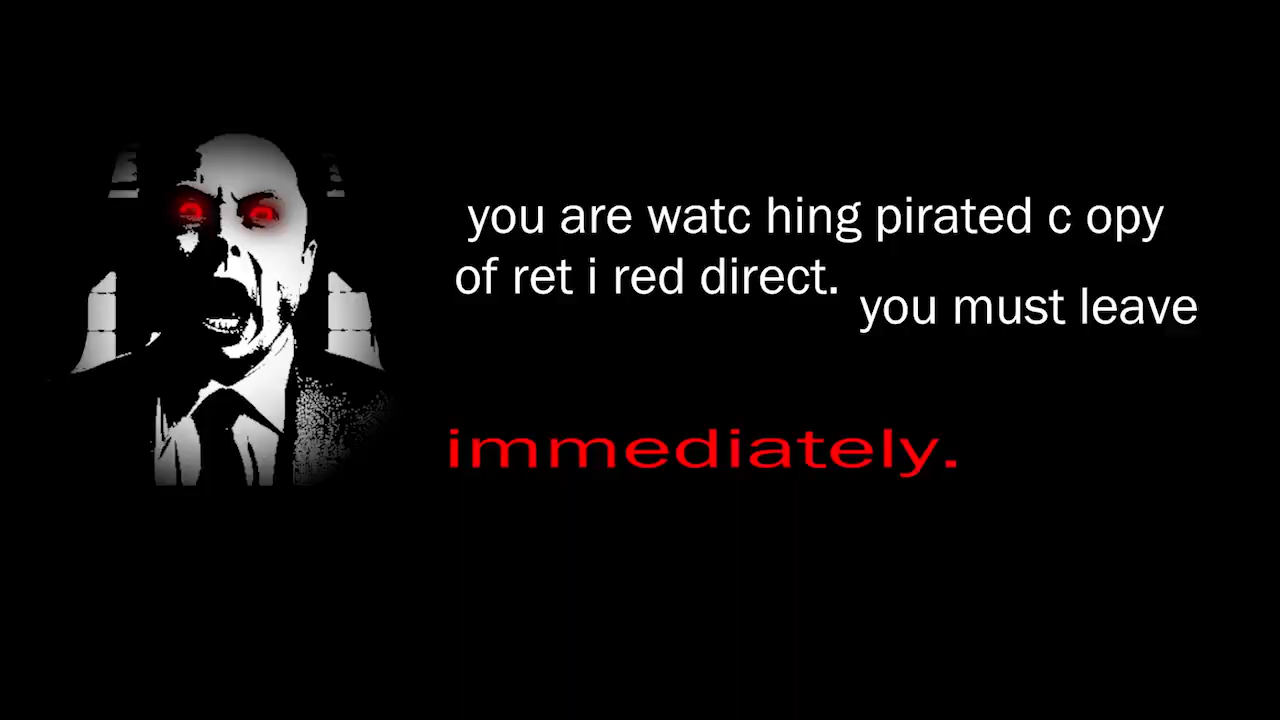 you are watc hing pirated c opy
of ret i red direct.
you must leave
immediately.